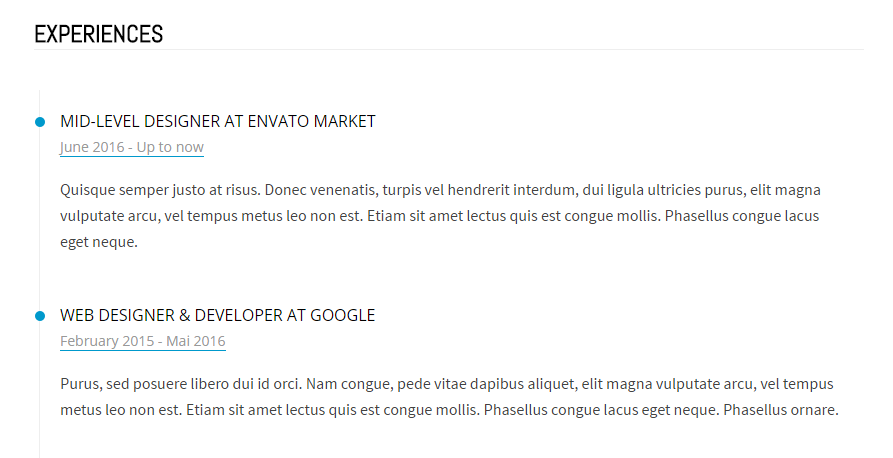 EXPERIENCES
MID-LEVEL DESIGNER AT ENVATO MARKET
June 2016 - Up to now
Quisque semper justo at risus. Donec venenatis, turpis vel hendrerit interdum, dui ligula ultricies purus, elit magna
vulputate arcu, vel tempus metus leo non est. Etiam sit amet lectus quis est congue mollis. Phasellus congue lacus
eget neque.
WEB DESIGNER & DEVELOPER AT GOOGLE
February 2015 - Mai 2016
Purus, sed posuere libero dui id orci. Nam congue, pede vitae dapibus aliquet, elit magna vulputate arcu, vel tempus
metus leo non est. Etiam sit amet lectus quis est congue mollis. Phasellus congue lacus eget neque. Phasellus ornare.